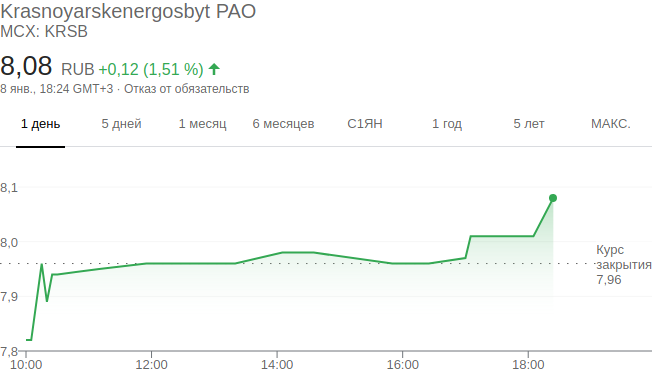 Krasnoyarskenergosbyt PAO
MCX: KRSB
8,08 RUB +0,12 (1,51 %)
8 янв., 18:24 GMT+3 · Отказ от обязательств
1 день 5 дней 1 месяц 6 месяцев С1ЯН 1 год 5 лет МАКС.
8,1
8,0
Курс
закрытия
7,96
7,9
7,8
10:00 12:00 14:00 16:00 18:00